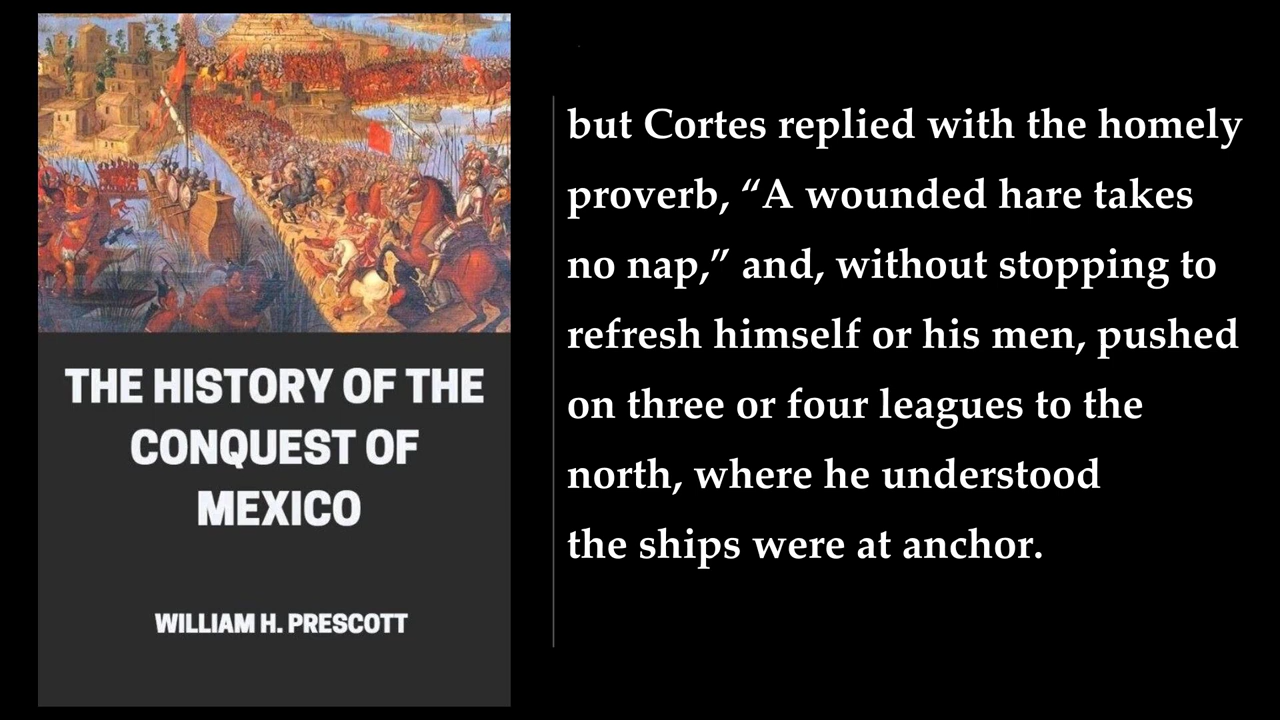 THE HISTORY OF THE
CONQUEST OF
MEXICO
WILLIAM H. PRESCOTT
but Cortes replied with the homely
proverb, “A wounded hare takes
no nap,” and, without stopping to
refresh himself or his men, pushed
on three or four leagues to the
north, where he understood
the ships were at anchor.